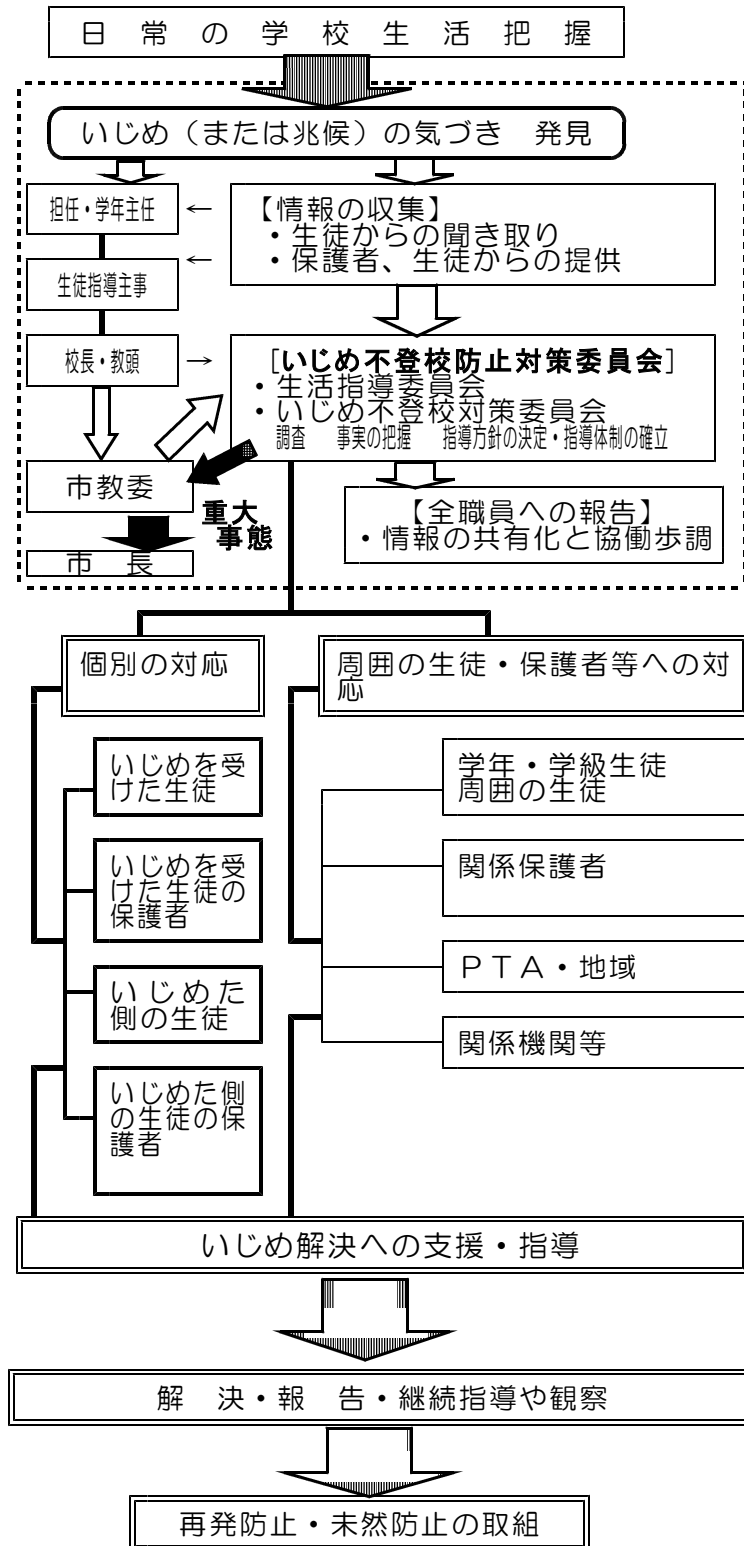 日 常 の 学 校 生 活 把 握
いじめ（または兆候）の気づき　発見
担任・学年主任
←
【情報の収集】
・生徒からの聞き取り
・保護者、生徒からの提供
←
生徒指導主事
校長・教頭
→
[いじめ不登校防止対策委員会]
・生活指導委員会
・いじめ不登校対策委員会
調査　事実の把握　指導方針の決定・指導体制の確立
市教委
重大
事態
市　長
【全職員への報告】
・情報の共有化と協働歩調
個別の対応
周囲の生徒・保護者等への対
応
いじめを受
けた生徒
いじめを受
けた生徒の
保護者
いじめた
側の生徒
いじめた側
の生徒の保
護者
学年・学級生徒
周囲の生徒
関係保護者
ＰＴＡ・地域
関係機関等
いじめ解決への支援・指導
解　決・報　告・継続指導や観察
再発防止・未然防止の取組